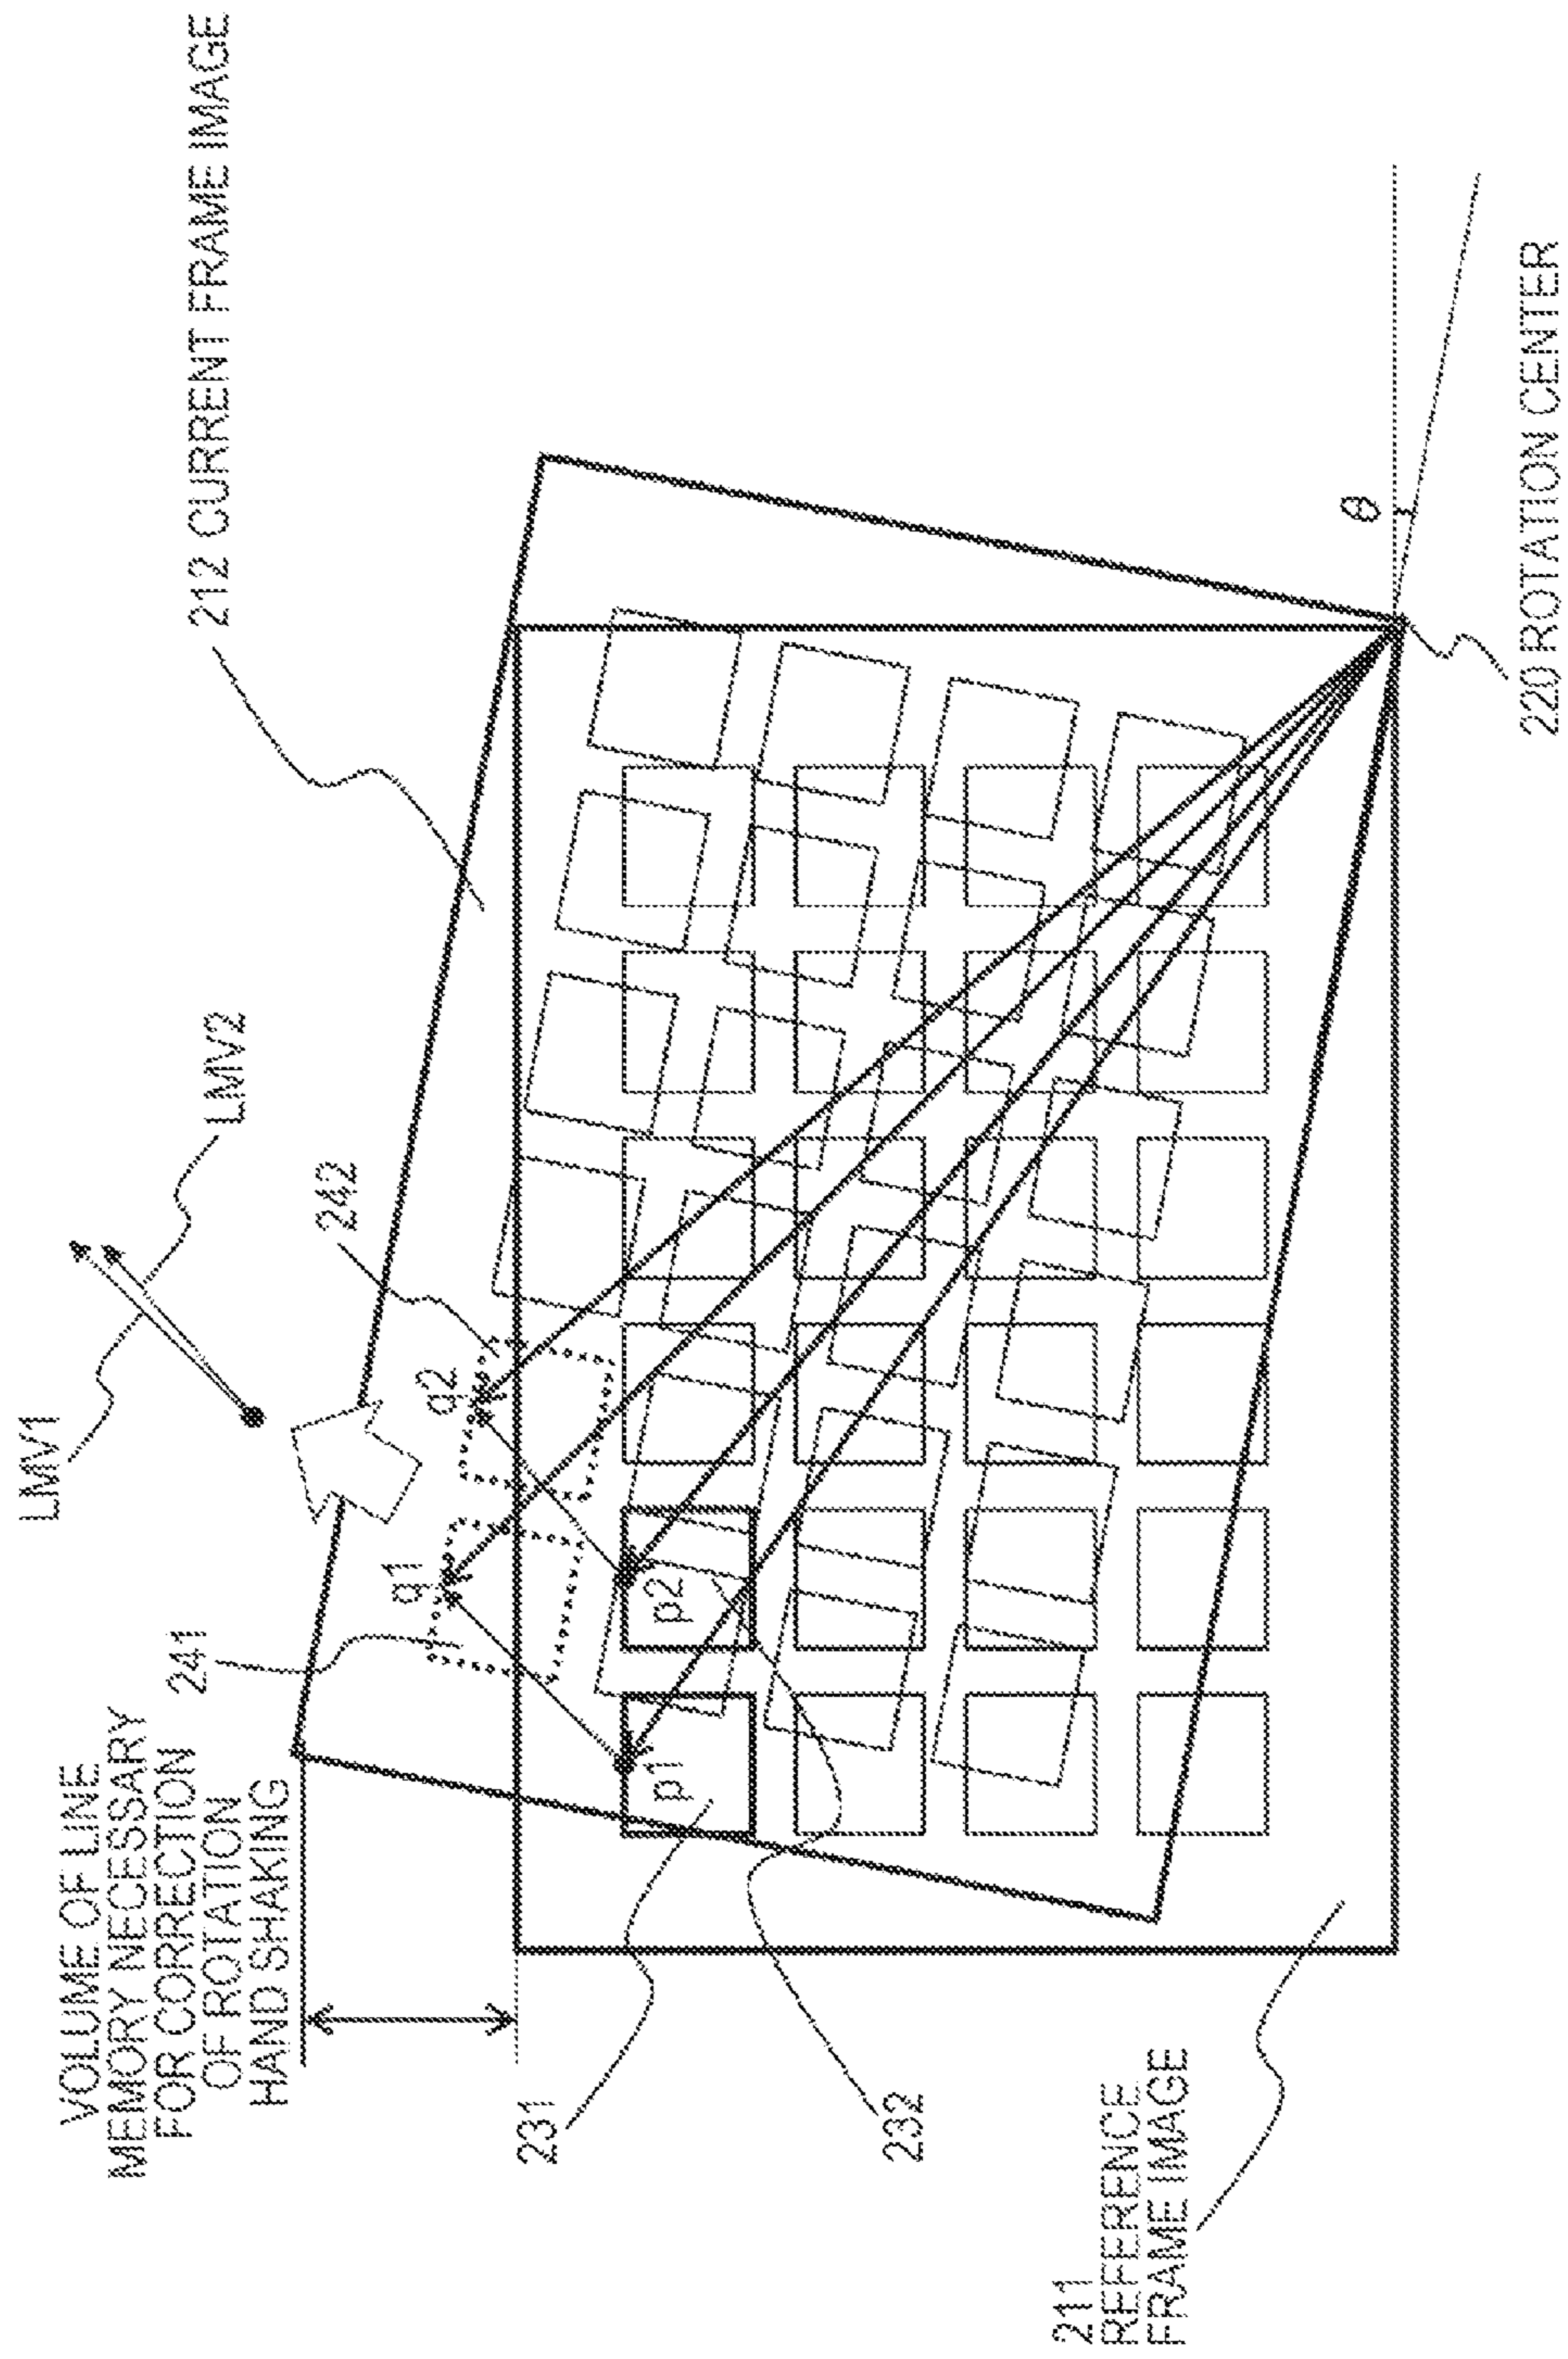 VOLUME OF LINE
MEMORY NECESSARY
FOR CORRECTION
OF ROTATION
HAND SHAKING
LMV1
LMV2
212 CURRENT FRAME IMAGE
241
242
q1
q2
p1
p2
231
232
θ
211
REFERENCE
FRAME IMAGE
220 ROTATION CENTER